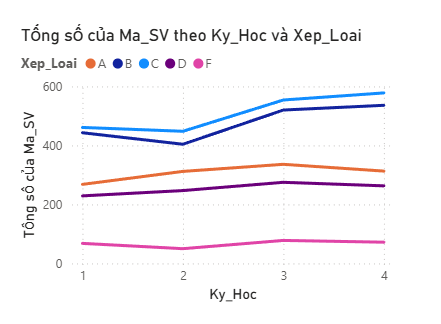 Tổng số của Ma_SV theo Ky_Hoc và Xep_Loai
Xep_Loai A B C D F
600
400
200
0
Tổng số của Ma_SV
1 2 3 4
Ky_Hoc